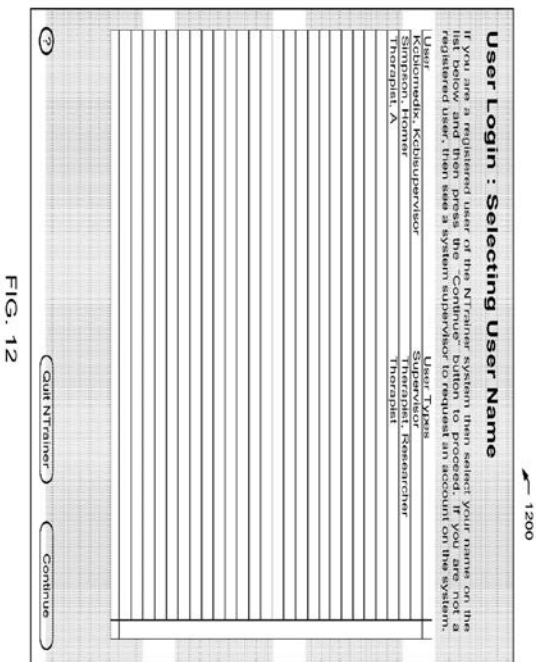 1200
User Login : Selecting User Name
If you are a registered user of the NTrainer system then select your name on the
list below and then press the "Continue" button to proceed. If you are not a
registered user, then see a system supervisor to request an account on the system.
User User Types
Kcbiomedix, Kcbisupervisor Supervisor
Simpson, Homer Therapist, Researcher
Therapist, A Therapist
? Quit NTrainer Continue
FIG. 12